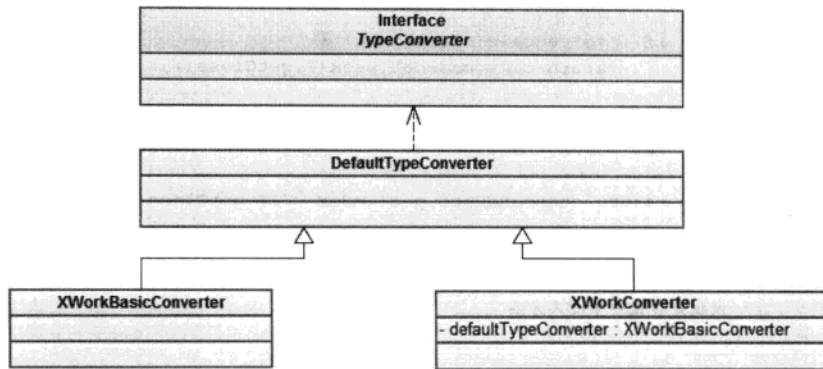 Interface
TypeConverter
DefaultTypeConverter
XWorkBasicConverter
XWorkConverter
- defaultTypeConverter : XWorkBasicConverter